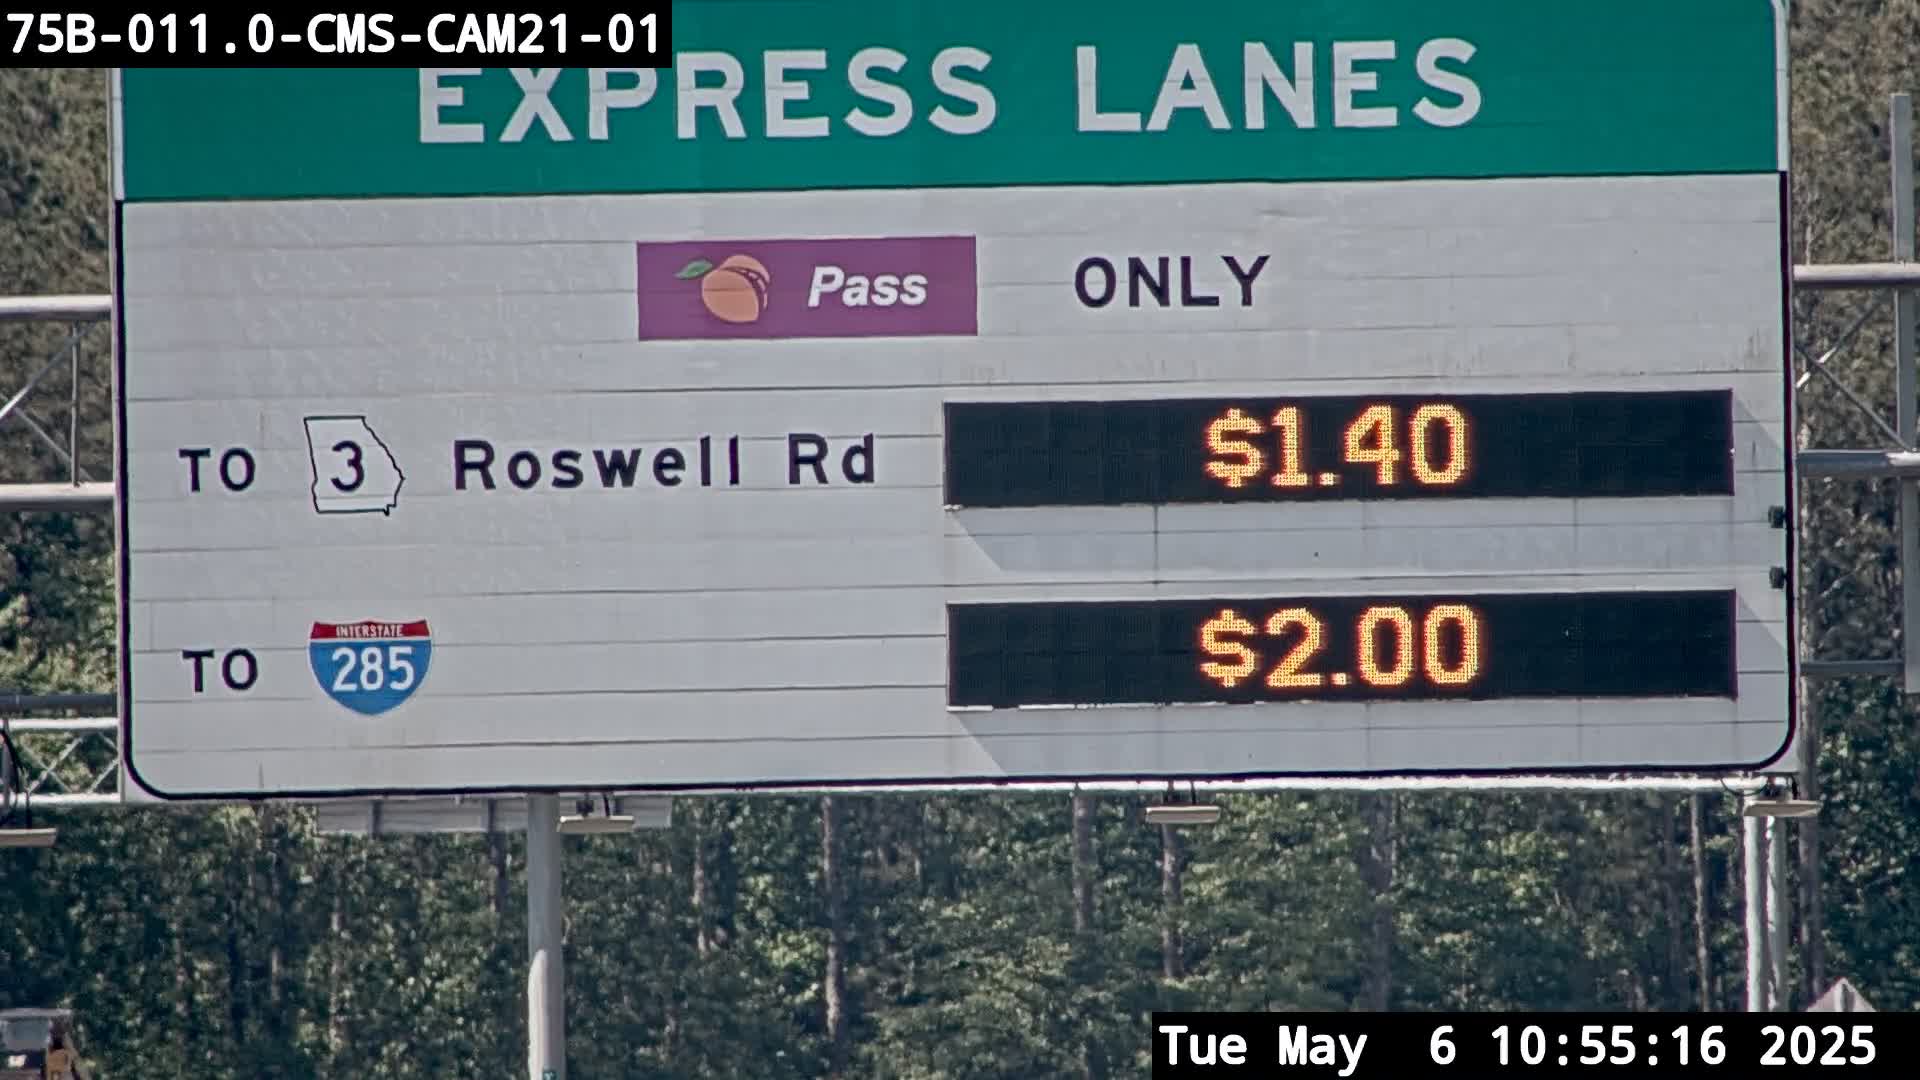 75B-011.0-CMS-CAM21-01
EXPRESS LANES
Pass ONLY
TO 3 Roswell Rd $1.40
INTERSTATE
TO 285 $2.00
Tue May 6 10:55:16 2025